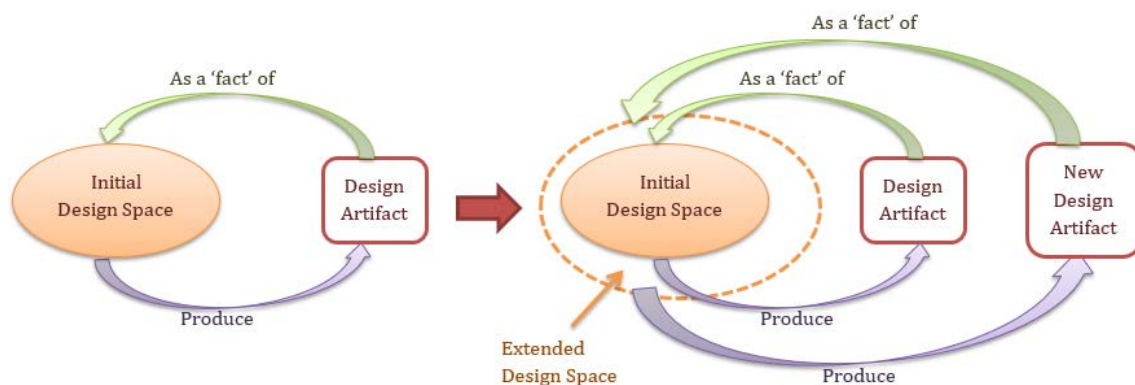 As a ‘fact’ of
Initial
Design Space
Design
Artifact
Produce
As a ‘fact’ of
As a ‘fact’ of
Initial
Design Space
Design
Artifact
New
Design
Artifact
Produce
Extended
Design Space
Produce